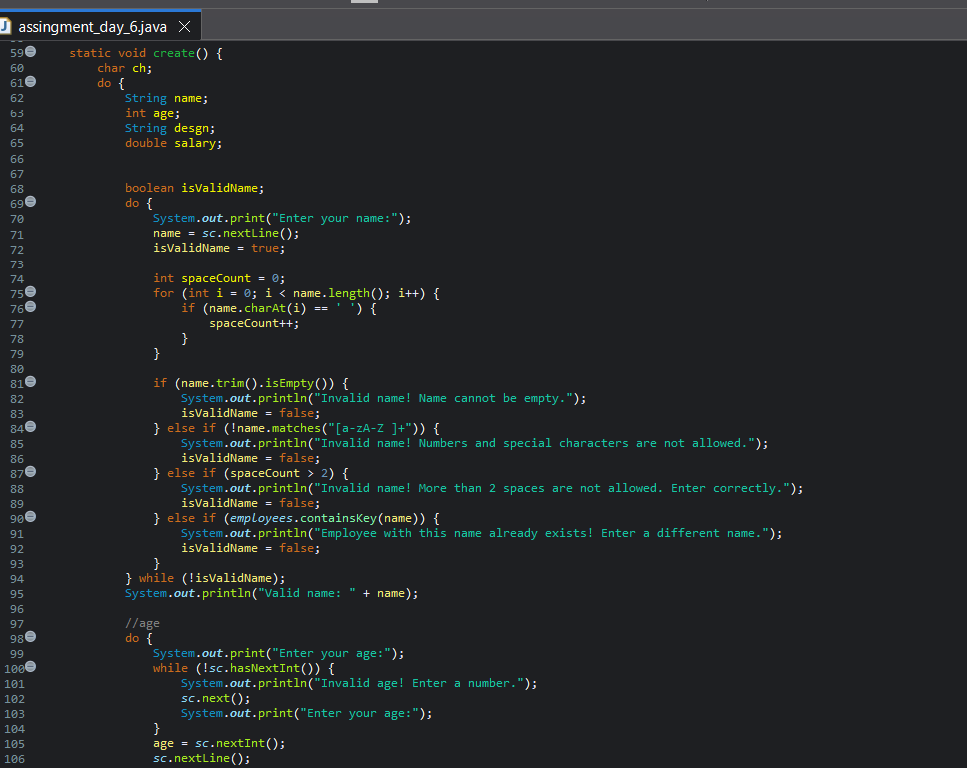 assingment_day_6.java
59 static void create() {
60 char ch;
61 do {
62 String name;
63 int age;
64 String desgn;
65 double salary;
66
67
68 boolean isValidName;
69 do {
70 System.out.print("Enter your name:");
71 name = sc.nextLine();
72 isValidName = true;
73
74 int spaceCount = 0;
75 for (int i = 0; i < name.length(); i++) {
76 if (name.charAt(i) == ' ') {
77 spaceCount++;
78 }
79 }
80
81 if (name.trim().isEmpty()) {
82 System.out.println("Invalid name! Name cannot be empty.");
83 isValidName = false;
84 } else if (!name.matches("[a-zA-Z ]+")) {
85 System.out.println("Invalid name! Numbers and special characters are not allowed.");
86 isValidName = false;
87 } else if (spaceCount > 2) {
88 System.out.println("Invalid name! More than 2 spaces are not allowed. Enter correctly.");
89 isValidName = false;
90 } else if (employees.containsKey(name)) {
91 System.out.println("Employee with this name already exists! Enter a different name.");
92 isValidName = false;
93 }
94 } while (!isValidName);
95 System.out.println("Valid name: " + name);
96
97 //age
98 do {
99 System.out.print("Enter your age:");
100 while (!sc.hasNextInt()) {
101 System.out.println("Invalid age! Enter a number.");
102 sc.next();
103 System.out.print("Enter your age:");
104 }
105 age = sc.nextInt();
106 sc.nextLine();